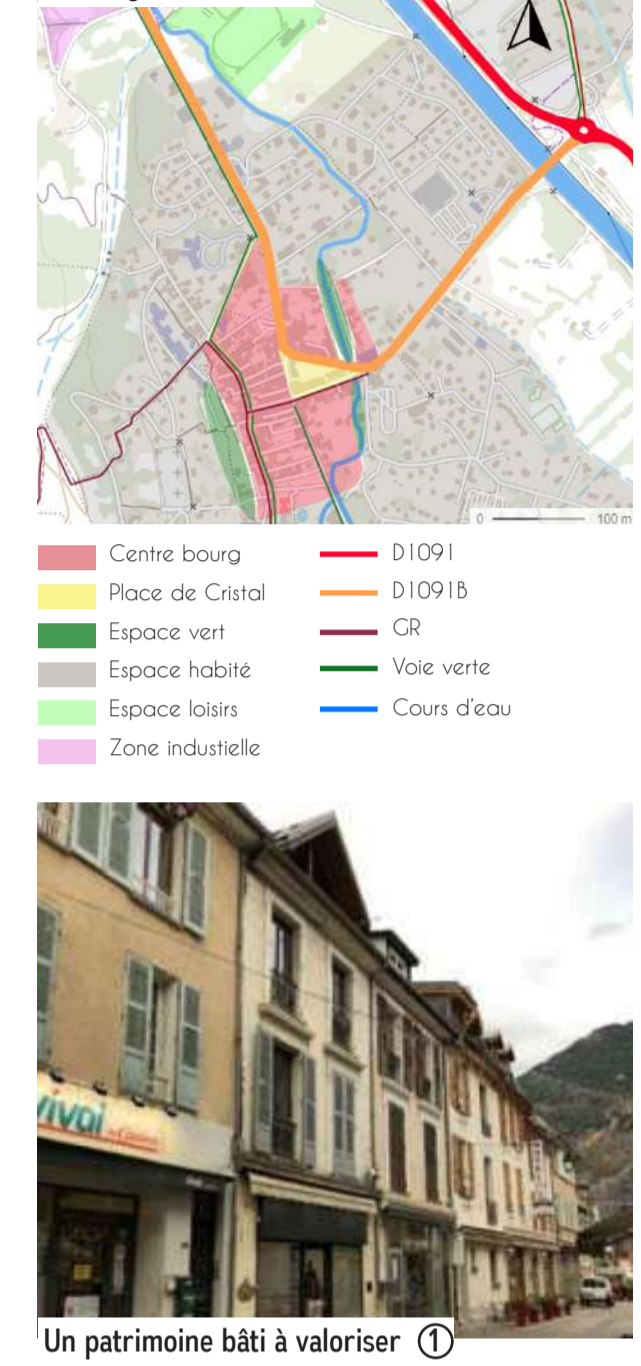 0 100 m
Centre bourg
Place de Cristal
Espace vert
Espace habité
Espace loisirs
Zone industielle
D1091
D1091B
GR
Voie verte
Cours d'eau
vival
Un patrimoine bâti à valoriser ①